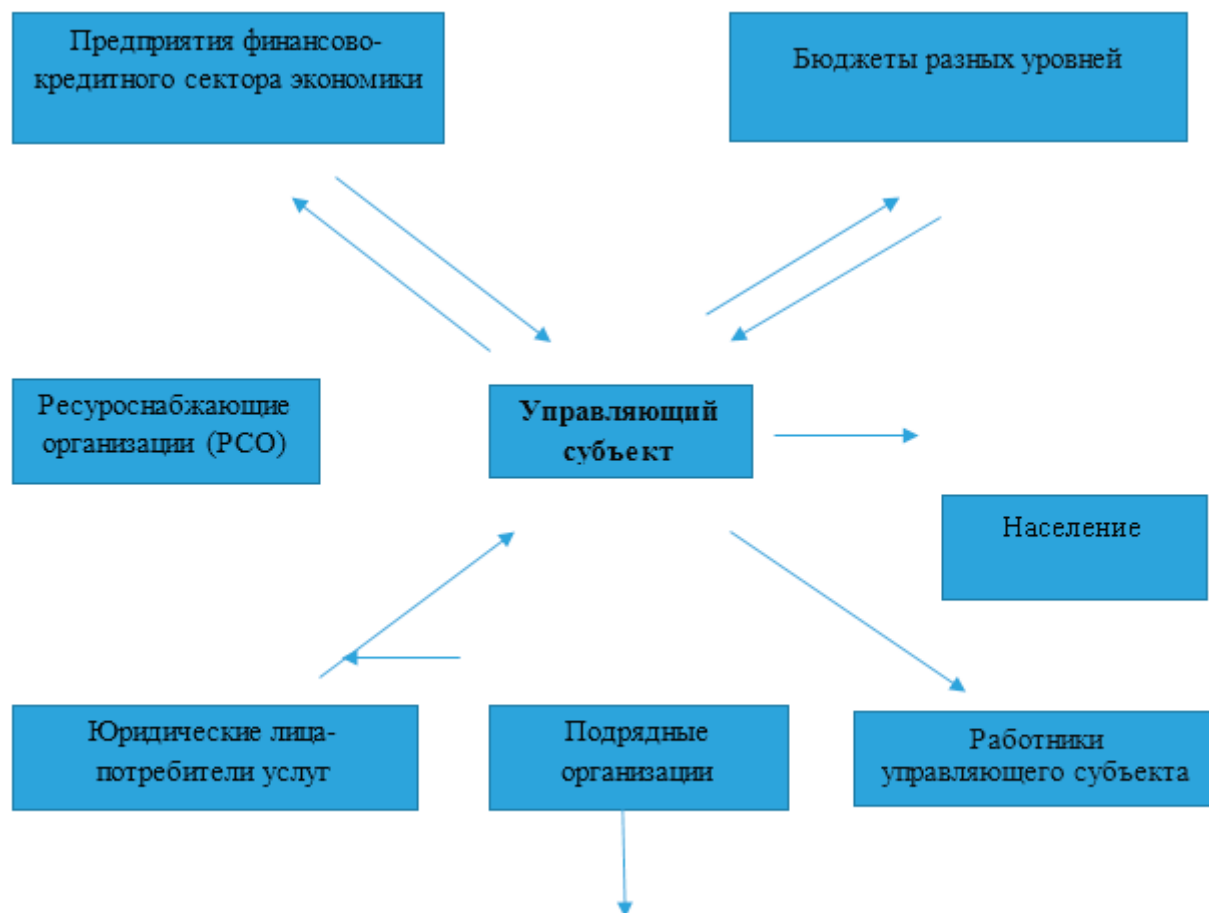 Предприятия финансово-
кредитного сектора экономики
Бюджеты разных уровней
Ресуроснабжающие
организации (РСО)
Управляющий
субъект
Население
Юридические лица-
потребители услуг
Подрядные
организации
Работники
управляющего субъекта